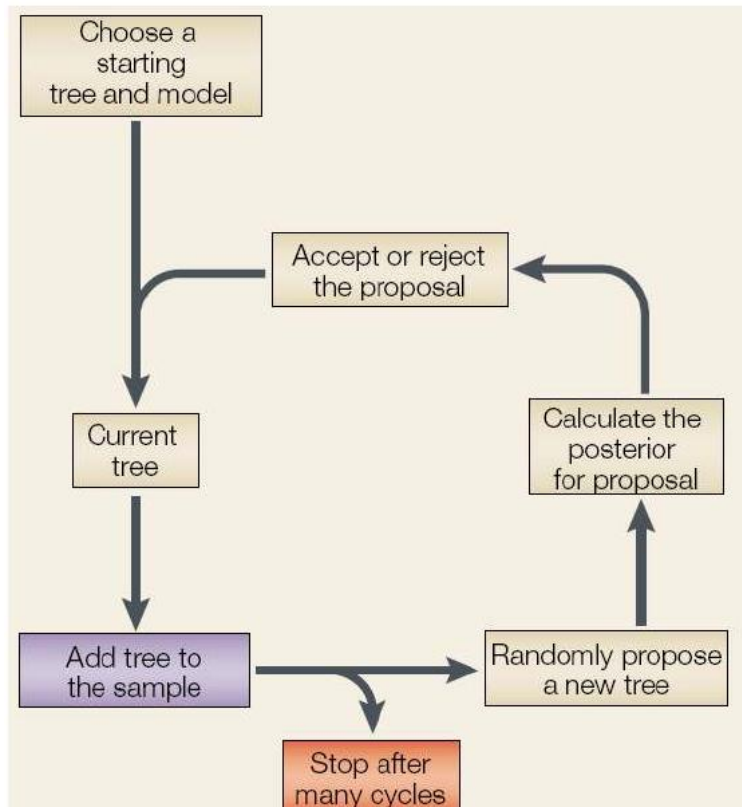 Choose a
starting
tree and model
Accept or reject
the proposal
Current
tree
Calculate the
posterior
for proposal
Add tree to
the sample
Randomly propose
a new tree
Stop after
many cycles